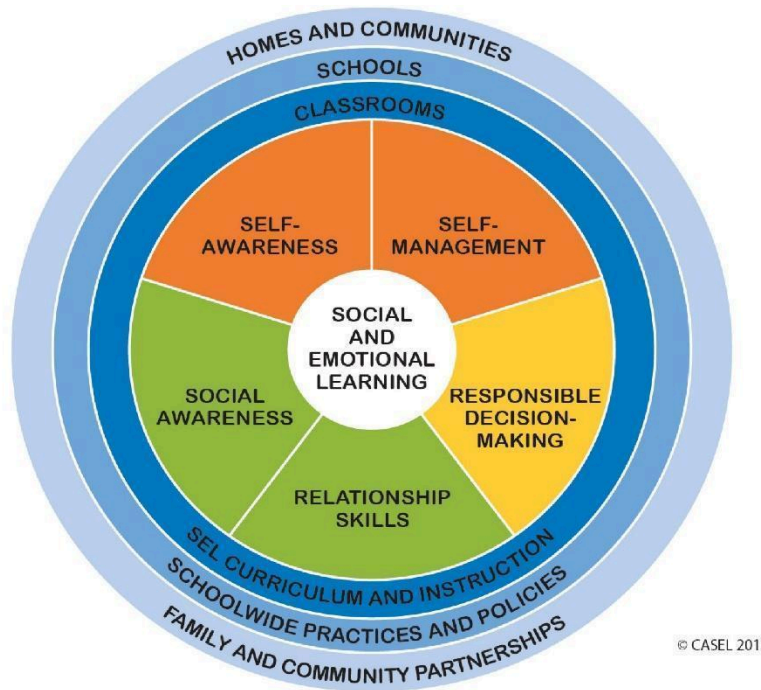 HOMES AND COMMUNITIES
SCHOOLS
CLASSROOMS
SELF-
AWARENESS
SELF-
MANAGEMENT
SOCIAL
AND
EMOTIONAL
LEARNING
SOCIAL
AWARENESS
RESPONSIBLE
DECISION-
MAKING
RELATIONSHIP
SKILLS
SEL CURRICULUM AND INSTRUCTION
SCHOOLWIDE PRACTICES AND POLICIES
FAMILY AND COMMUNITY PARTNERSHIPS
© CASEL 201